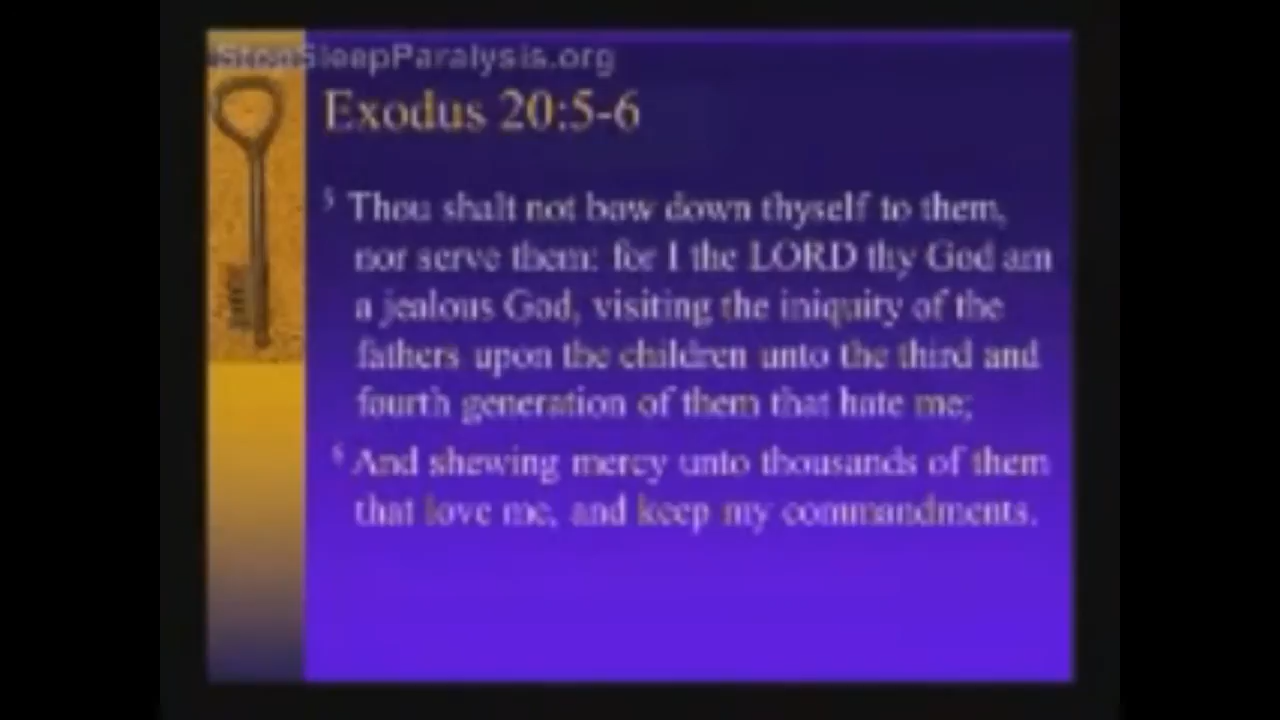 StopSleepParalysis.org
Exodus 20:5-6
5 Thou shalt not bow down thyself to them,
nor serve them: for I the LORD thy God am
a jealous God, visiting the iniquity of the
fathers upon the children unto the third and
fourth generation of them that hate me;
6 And shewing mercy unto thousands of them
that love me, and keep my commandments.